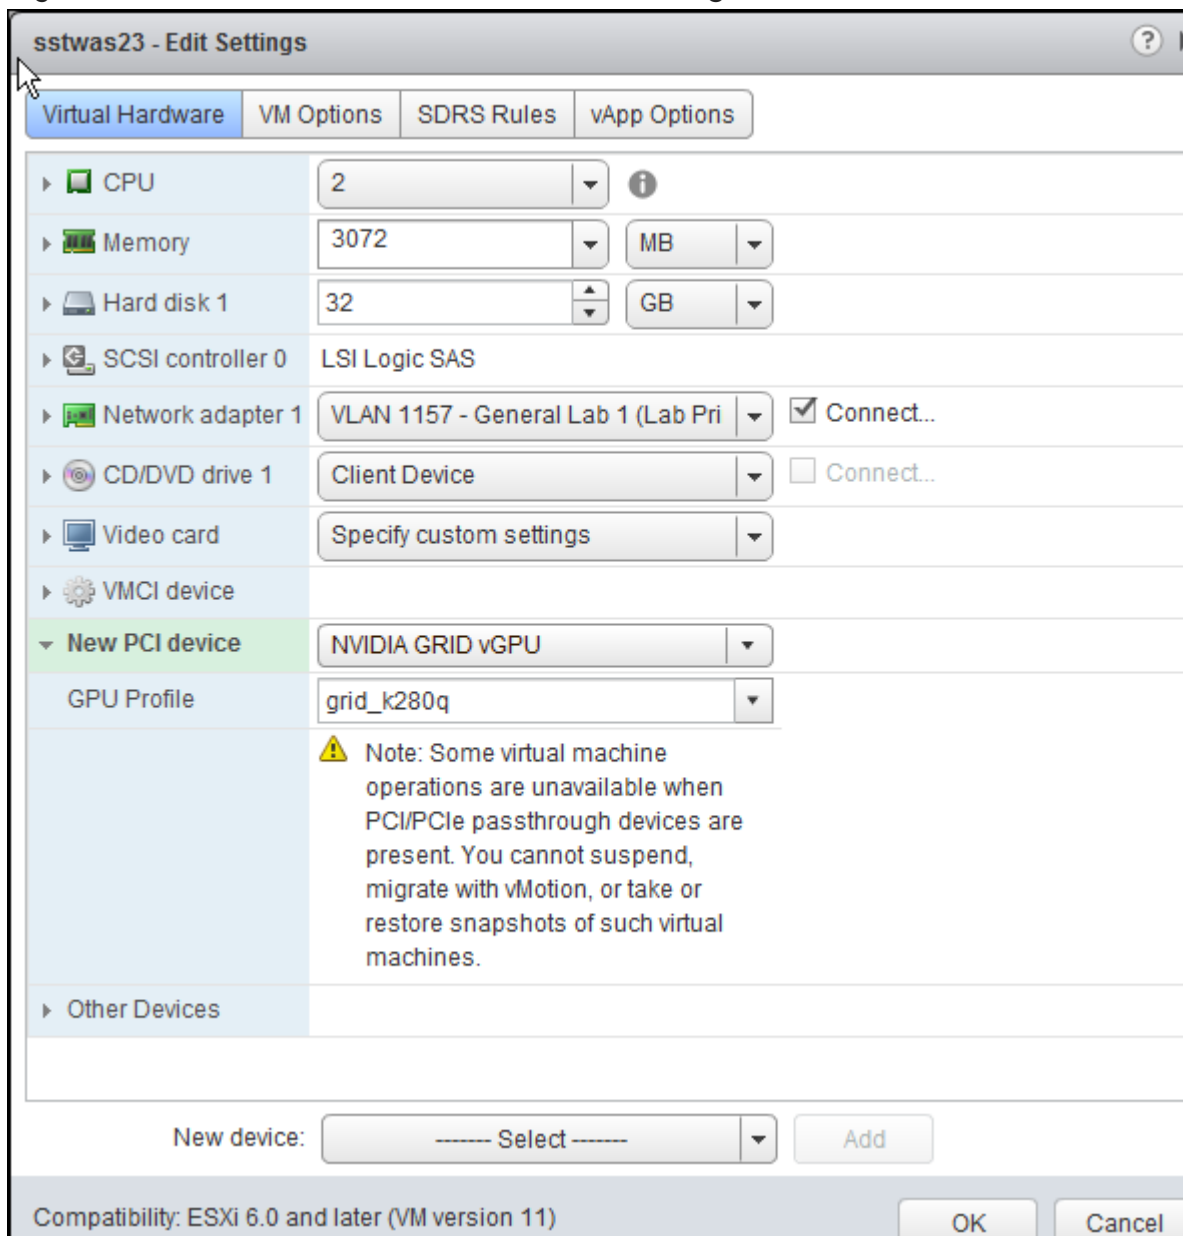 sstwas23 - Edit Settings
Virtual Hardware VM Options SDRS Rules vApp Options
CPU 2
Memory 3072 MB
Hard disk 1 32 GB
SCSI controller 0 LSI Logic SAS
Network adapter 1 VLAN 1157 - General Lab 1 (Lab Pri Connect...
CD/DVD drive 1 Client Device Connect...
Video card Specify custom settings
VMCI device
New PCI device NVIDIA GRID vGPU
GPU Profile grid_k280q
Note: Some virtual machine
operations are unavailable when
PCI/PCIe passthrough devices are
present. You cannot suspend,
migrate with vMotion, or take or
restore snapshots of such virtual
machines.
Other Devices
New device: ------- Select ------- Add
Compatibility: ESXi 6.0 and later (VM version 11) OK Cancel